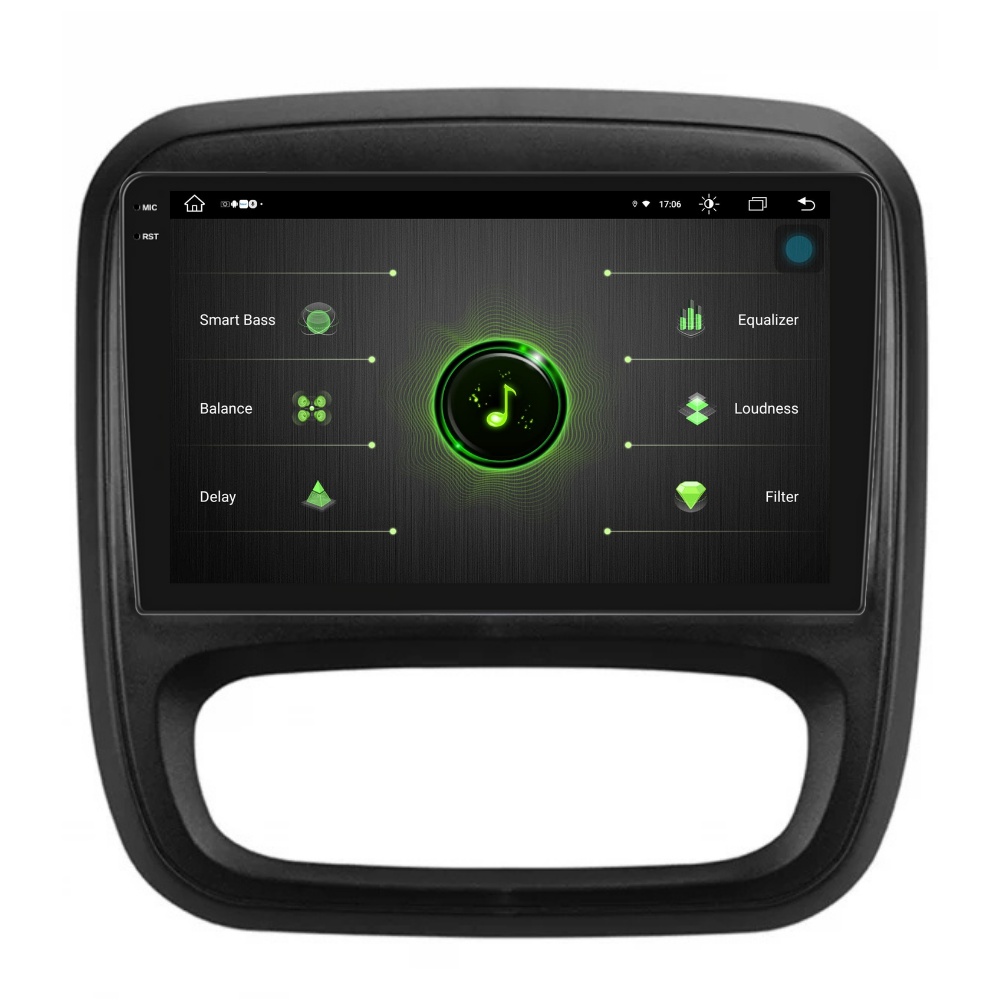 MIC
17:06
RST
Smart Bass
Equalizer
Balance
Loudness
Delay
Filter